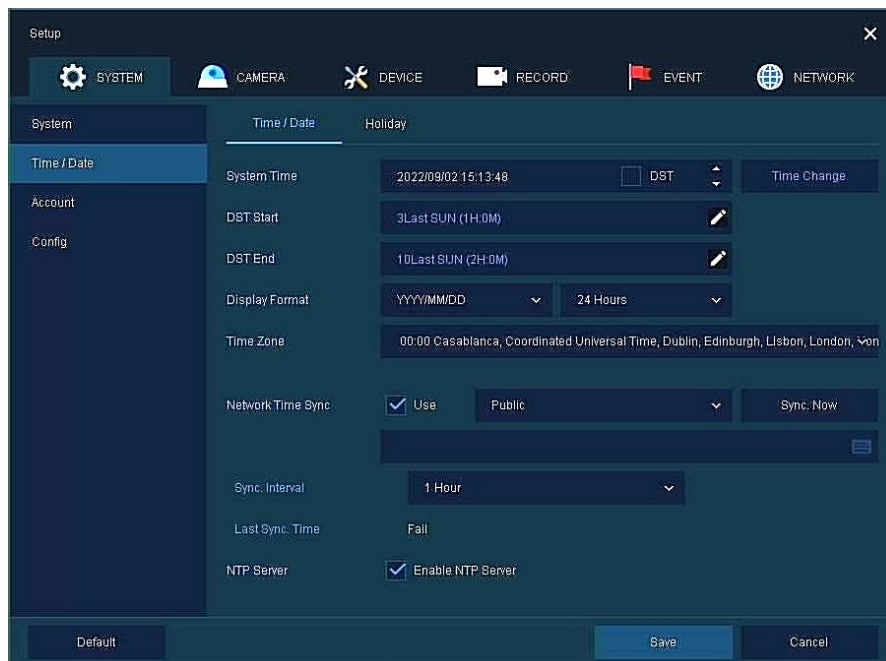 Setup
SYSTEM CAMERA DEVICE RECORD EVENT NETWORK
System
Time / Date
Account
Config
Time / Date Holiday
System Time 2022/09/02 15:13:48 DST Time Change
DST Start 3Last SUN (1H:0M)
DST End 10Last SUN (2H:0M)
Display Format YYYY/MM/DD 24 Hours
Time Zone 00:00 Casablanca, Coordinated Universal Time, Dublin, Edinburgh, LIsbon, London,
Network Time Sync Use Public Sync. Now
Sync. Interval 1 Hour
Last Sync. Time Fail
NTP Server Enable NTP Server
Default Save Cancel